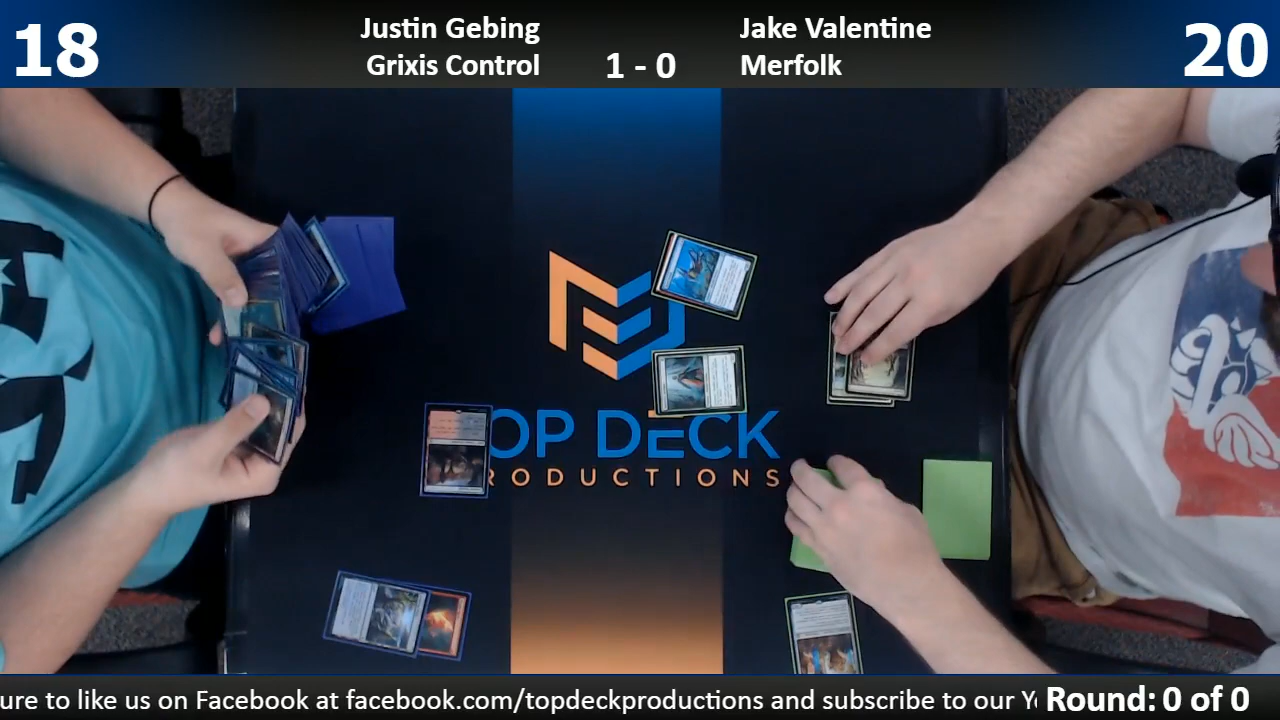 18
Justin Gebing
Grixis Control
1 - 0
Jake Valentine
Merfolk
20
OP DECK
RODUCTIONS
ure to like us on Facebook at facebook.com/topdeckproductions and subscribe to our Y
Round: 0 of 0